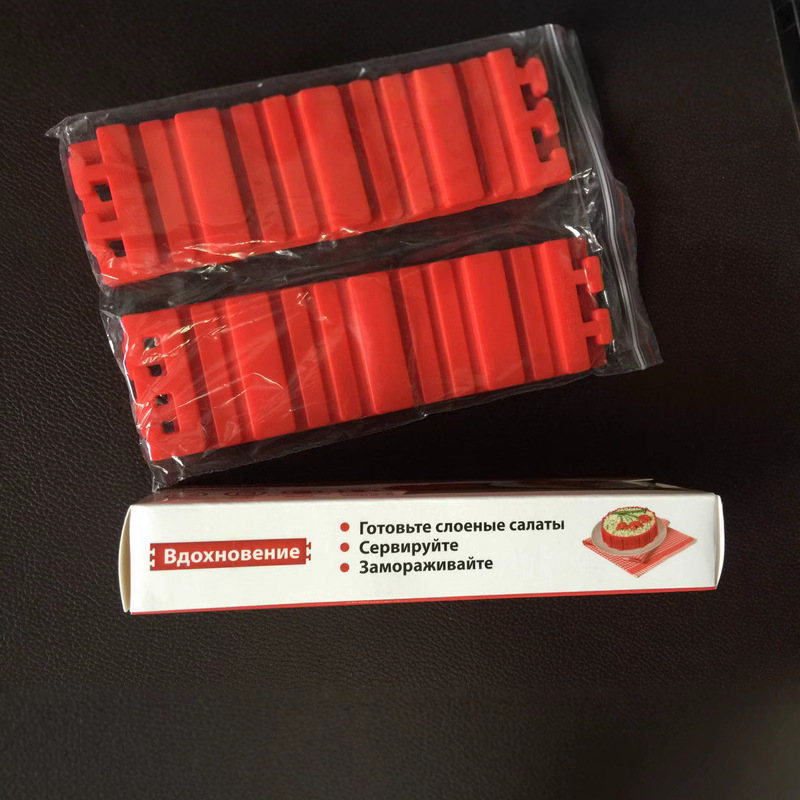 Вдохновение
Готовьте слоеные салаты
Сервируйте
Замораживайте